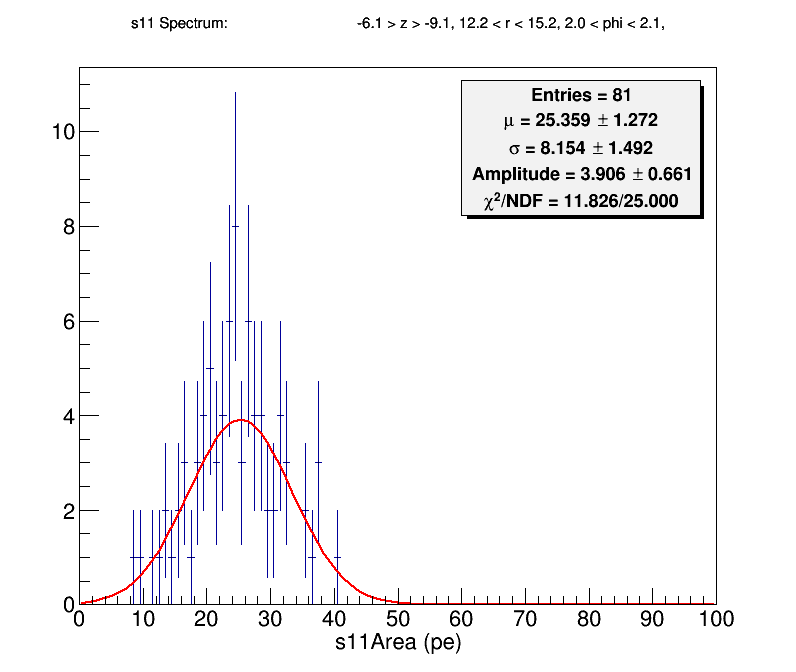 s11 Spectrum: -6.1 > z > -9.1, 12.2 < r < 15.2, 2.0 < phi < 2.1,
Entries = 81
μ = 25.359 ± 1.272
σ = 8.154 ± 1.492
Amplitude = 3.906 ± 0.661
χ²/NDF = 11.826/25.000
10
8
6
4
2
0
0 10 20 30 40 50 60 70 80 90 100
s11Area (pe)